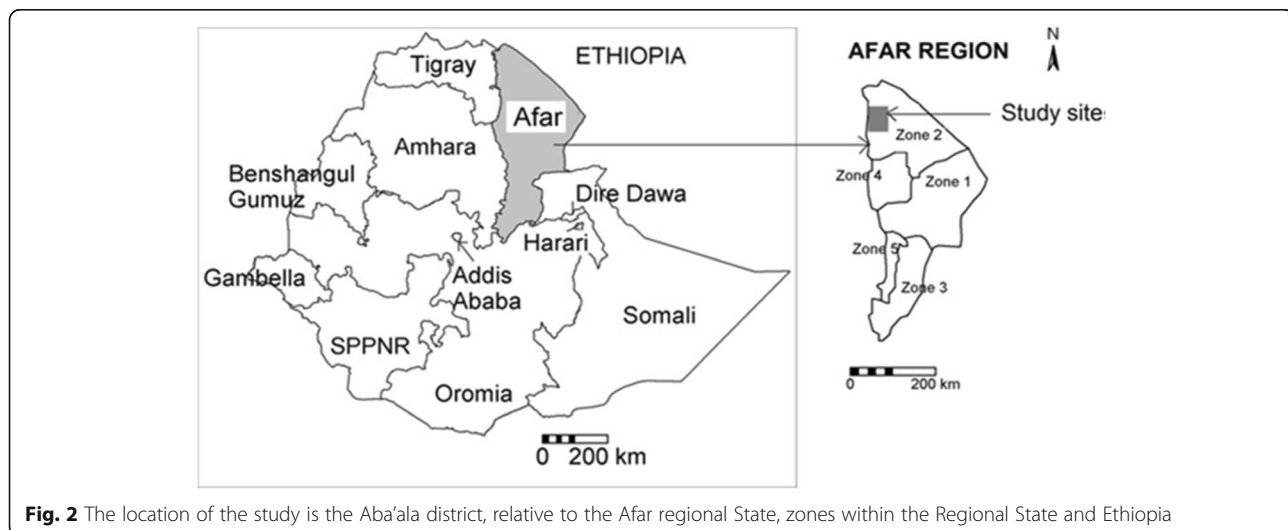 ETHIOPIA
Tigray
Afar
Amhara
Benshangul
Gumuz
Dire Dawa
Harari
Addis
Ababa
Gambella
SPPNR
Somali
Oromia
0 200 km
AFAR REGION
N
Study site
Zone 2
Zone 4
Zone 1
Zone 5
Zone 3
0 200 km
Fig. 2 The location of the study is the Aba'ala district, relative to the Afar regional State, zones within the Regional State and Ethiopia